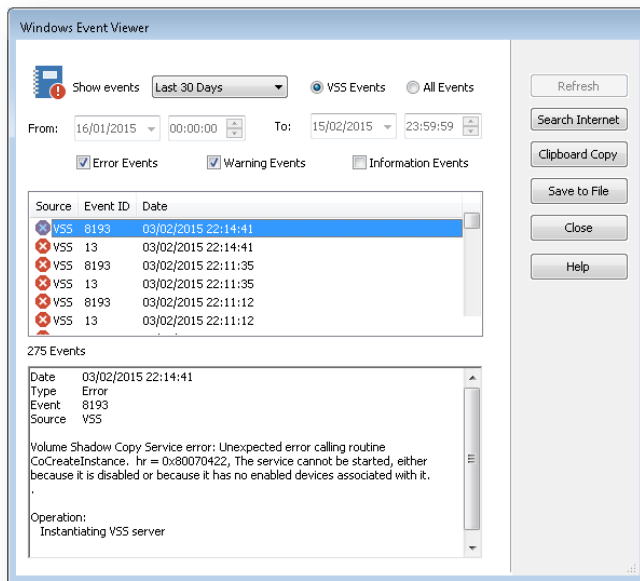 Windows Event Viewer
Show events Last 30 Days VSS Events All Events
From: 16/01/2015 00:00:00 To: 15/02/2015 23:59:59
Error Events Warning Events Information Events
Source Event ID Date
VSS 8193 03/02/2015 22:14:41
VSS 13 03/02/2015 22:14:41
VSS 8193 03/02/2015 22:11:35
VSS 13 03/02/2015 22:11:35
VSS 8193 03/02/2015 22:11:12
VSS 13 03/02/2015 22:11:12
275 Events
Date 03/02/2015 22:14:41
Type Error
Event 8193
Source VSS
Volume Shadow Copy Service error: Unexpected error calling routine
CoCreateInstance. hr = 0x80070422, The service cannot be started, either
because it is disabled or because it has no enabled devices associated with it.
.
Operation:
Instantiating VSS server
Refresh
Search Internet
Clipboard Copy
Save to File
Close
Help